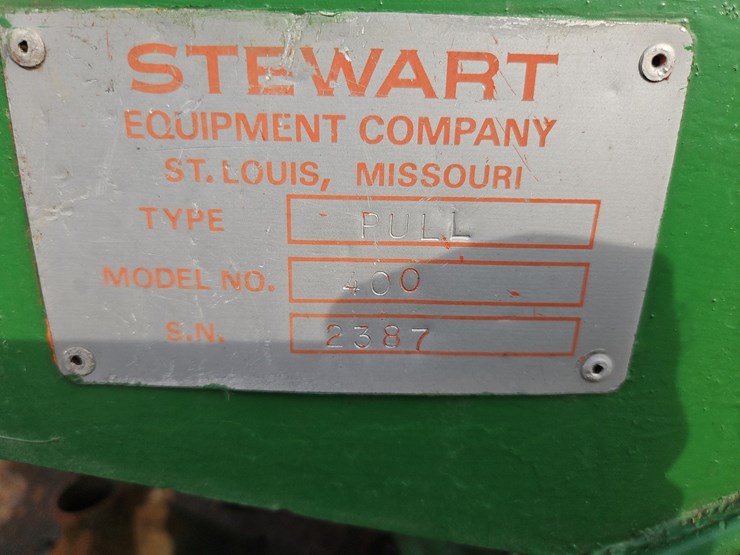 STEWART
EQUIPMENT COMPANY
ST. LOUIS, MISSOURI
TYPE PULL
MODEL NO. 400
S.N. 2387